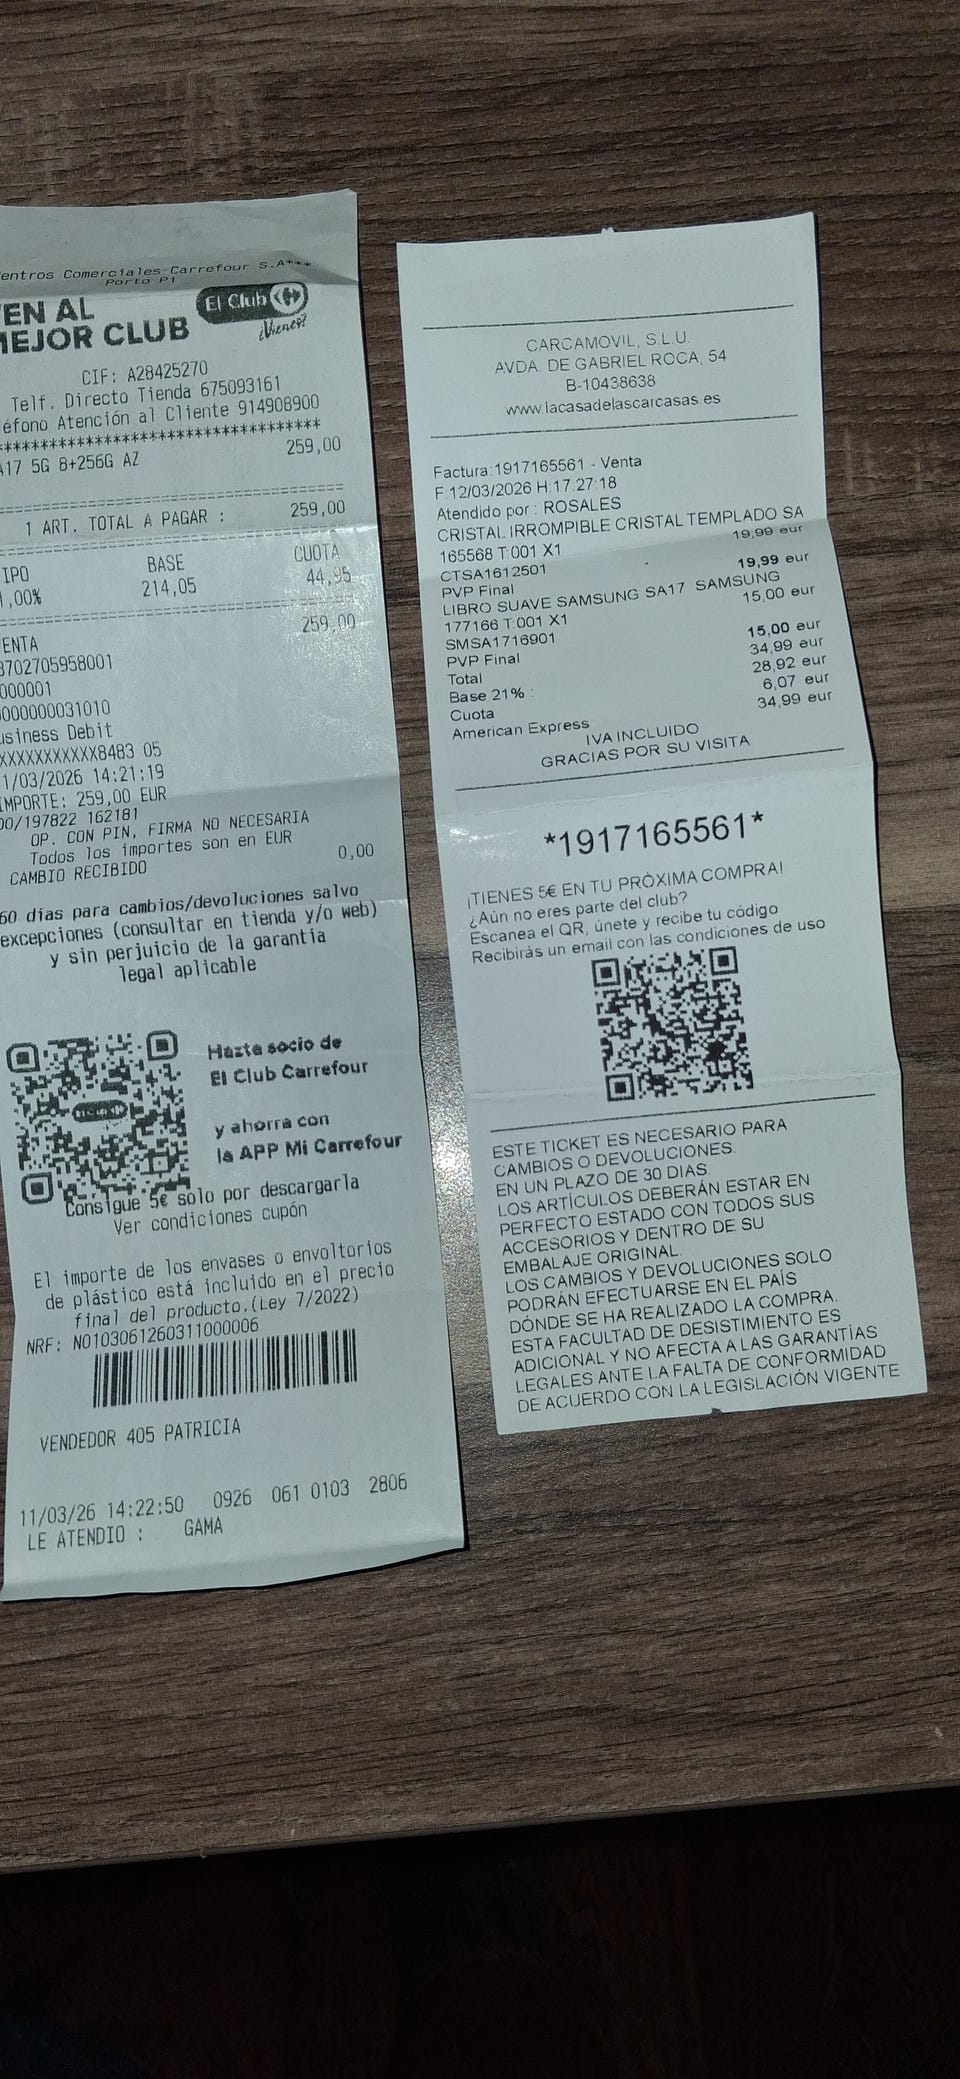 entros Comerciales Carrefour S.A***
Porto Pi
EN AL
MEJOR CLUB
El Club
¡Vienes?
CIF: A28425270
Telf. Directo Tienda 675093161
éfono Atención al Cliente 914908900
************************************
A17 5G 8+256G AZ 259,00
1 ART. TOTAL A PAGAR : 259,00
IPO BASE CUOTA
1,00% 214,05 44,95
ENTA 259,00
8702705958001
000001
0000000031010
usiness Debit
XXXXXXXXXXXX8483 05
1/03/2026 14:21:19
IMPORTE: 259,00 EUR
00/197822 162181
OP. CON PIN, FIRMA NO NECESARIA
Todos los importes son en EUR
CAMBIO RECIBIDO 0,00
60 días para cambios/devoluciones salvo
excepciones (consultar en tienda y/o web)
y sin perjuicio de la garantia
legal aplicable
Hazte socio de
El Club Carrefour
y ahorra con
la APP Mi Carrefour
Consigue 5€ solo por descargarla
Ver condiciones cupón
El importe de los envases o envoltorios
de plástico está incluido en el precio
final del producto.(Ley 7/2022)
NRF: N0103061260311000006
VENDEDOR 405 PATRICIA
11/03/26 14:22:50 0926 061 0103 2806
LE ATENDIO : GAMA
CARCAMOVIL, S.L.U.
AVDA. DE GABRIEL ROCA, 54
B-10438638
www.lacasadelascarcasas.es
Factura:1917165561 - Venta
F:12/03/2026 H:17:27:18
Atendido por : ROSALES
CRISTAL IRROMPIBLE CRISTAL TEMPLADO SA
165568 T:001 X1 19,99 eur
CTSA1612501
PVP Final 19,99 eur
LIBRO SUAVE SAMSUNG SA17 SAMSUNG
177166 T:001 X1 15,00 eur
SMSA1716901
PVP Final 15,00 eur
Total 34,99 eur
Base 21% : 28,92 eur
Cuota 6,07 eur
American Express 34,99 eur
IVA INCLUIDO
GRACIAS POR SU VISITA
*1917165561*
¡TIENES 5€ EN TU PRÓXIMA COMPRA!
¿Aún no eres parte del club?
Escanea el QR, únete y recibe tu código
Recibirás un email con las condiciones de uso
ESTE TICKET ES NECESARIO PARA
CAMBIOS O DEVOLUCIONES.
EN UN PLAZO DE 30 DIAS.
LOS ARTÍCULOS DEBERÁN ESTAR EN
PERFECTO ESTADO CON TODOS SUS
ACCESORIOS Y DENTRO DE SU
EMBALAJE ORIGINAL.
LOS CAMBIOS Y DEVOLUCIONES SOLO
PODRÁN EFECTUARSE EN EL PAÍS
DÓNDE SE HA REALIZADO LA COMPRA.
ESTA FACULTAD DE DESISTIMIENTO ES
ADICIONAL Y NO AFECTA A LAS GARANTÍAS
LEGALES ANTE LA FALTA DE CONFORMIDAD
DE ACUERDO CON LA LEGISLACIÓN VIGENTE